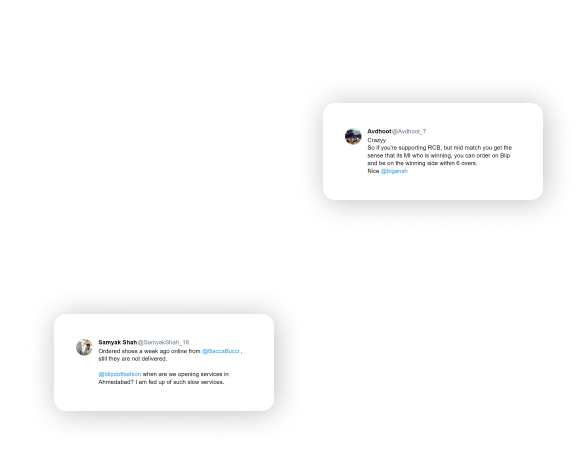 Avdhoot@Avdhoot_7
Crazyy
So if you're supporting RCB, but mid match you get the
sense that its MI who is winning, you can order on Blip
and be on the winning side within 6 overs.
Nice @bigansh
Samyak Shah@SamyakShah_18
Ordered shoes a week ago online from @BaccaBucci ,
still they are not delivered.
@blipdotfashion when are we opening services in
Ahmedabad? I am fed up of such slow services.